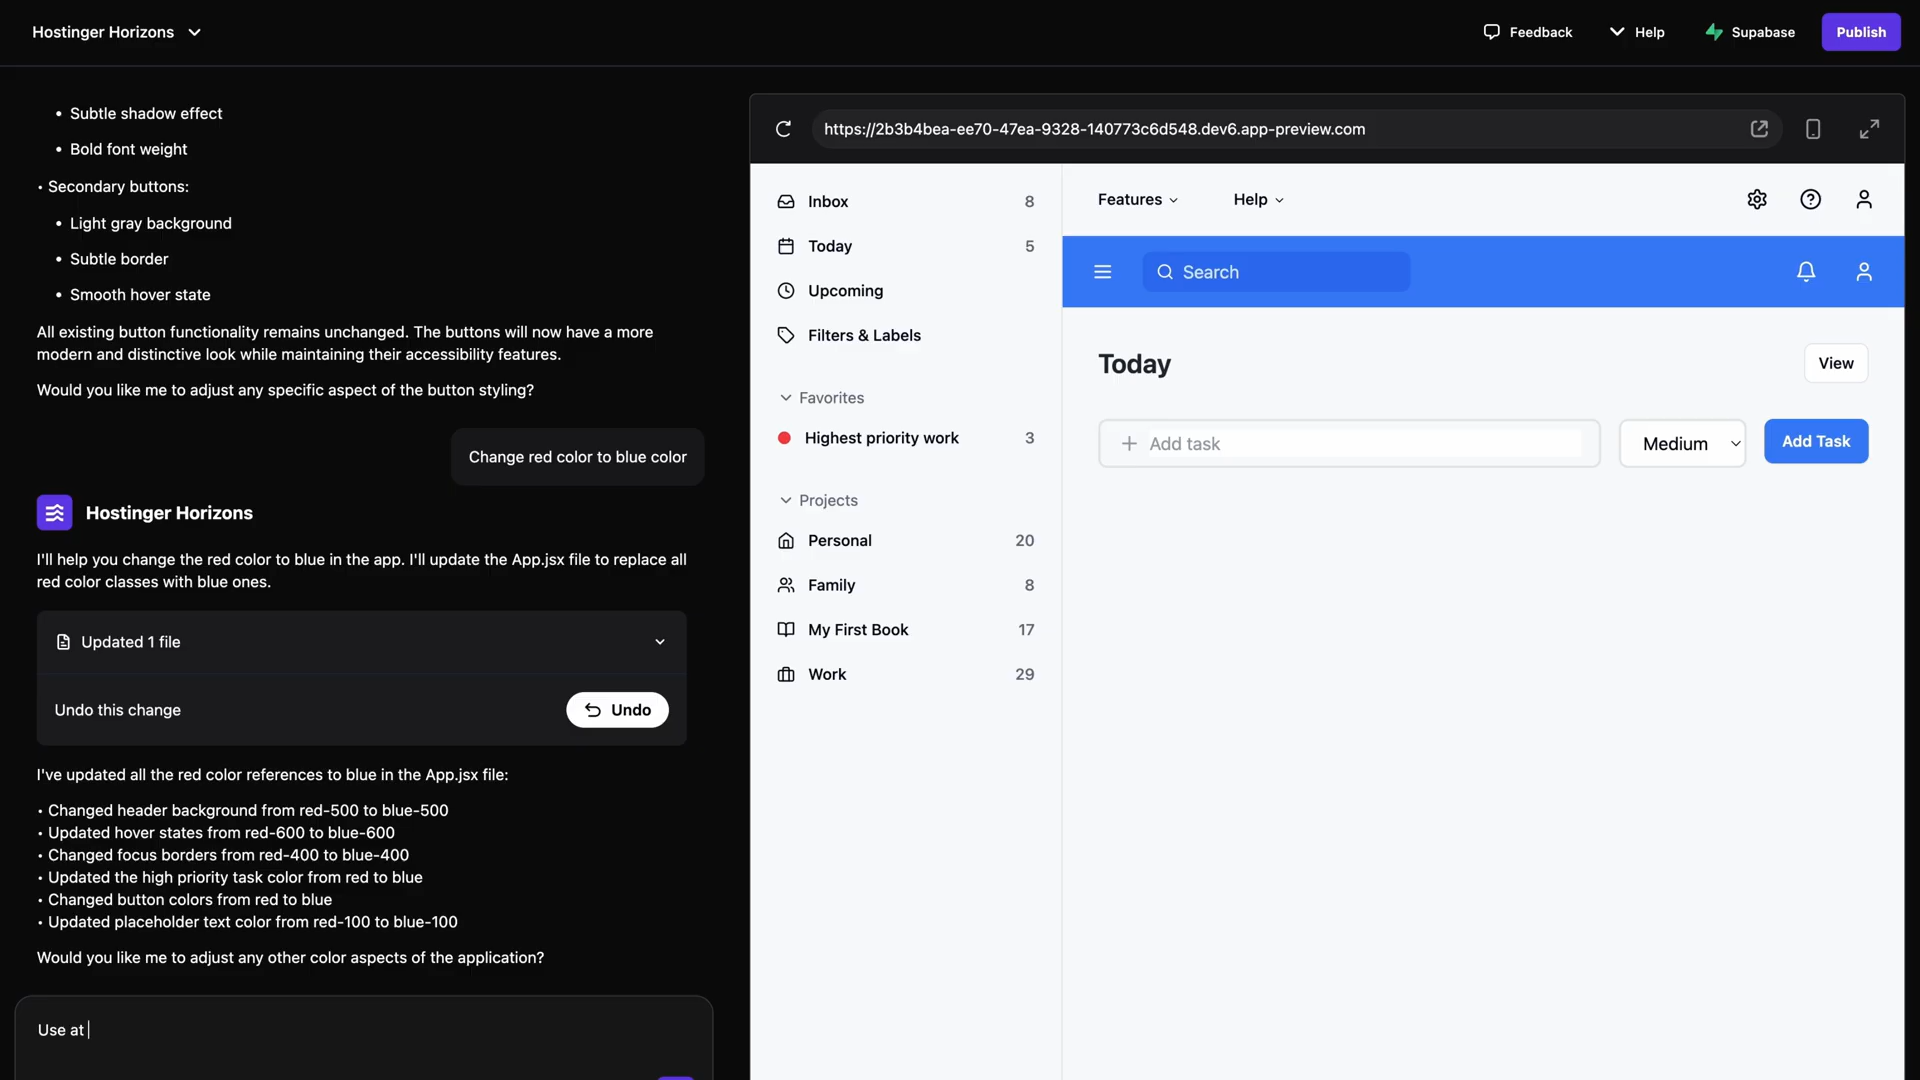 Hostinger Horizons
Feedback
Help
Supabase
Publish
• Subtle shadow effect
• Bold font weight
• Secondary buttons:
• Light gray background
• Subtle border
• Smooth hover state
All existing button functionality remains unchanged. The buttons will now have a more
modern and distinctive look while maintaining their accessibility features.
Would you like me to adjust any specific aspect of the button styling?
Change red color to blue color
Hostinger Horizons
I'll help you change the red color to blue in the app. I'll update the App.jsx file to replace all
red color classes with blue ones.
Updated 1 file
Undo this change
Undo
I've updated all the red color references to blue in the App.jsx file:
• Changed header background from red-500 to blue-500
• Updated hover states from red-600 to blue-600
• Changed focus borders from red-400 to blue-400
• Updated the high priority task color from red to blue
• Changed button colors from red to blue
• Updated placeholder text color from red-100 to blue-100
Would you like me to adjust any other color aspects of the application?
Use at
https://2b3b4bea-ee70-47ea-9328-140773c6d548.dev6.app-preview.com
Inbox 8
Today 5
Upcoming
Filters & Labels
Favorites
Highest priority work 3
Projects
Personal 20
Family 8
My First Book 17
Work 29
Features
Help
Search
Today
View
Add task
Medium
Add Task